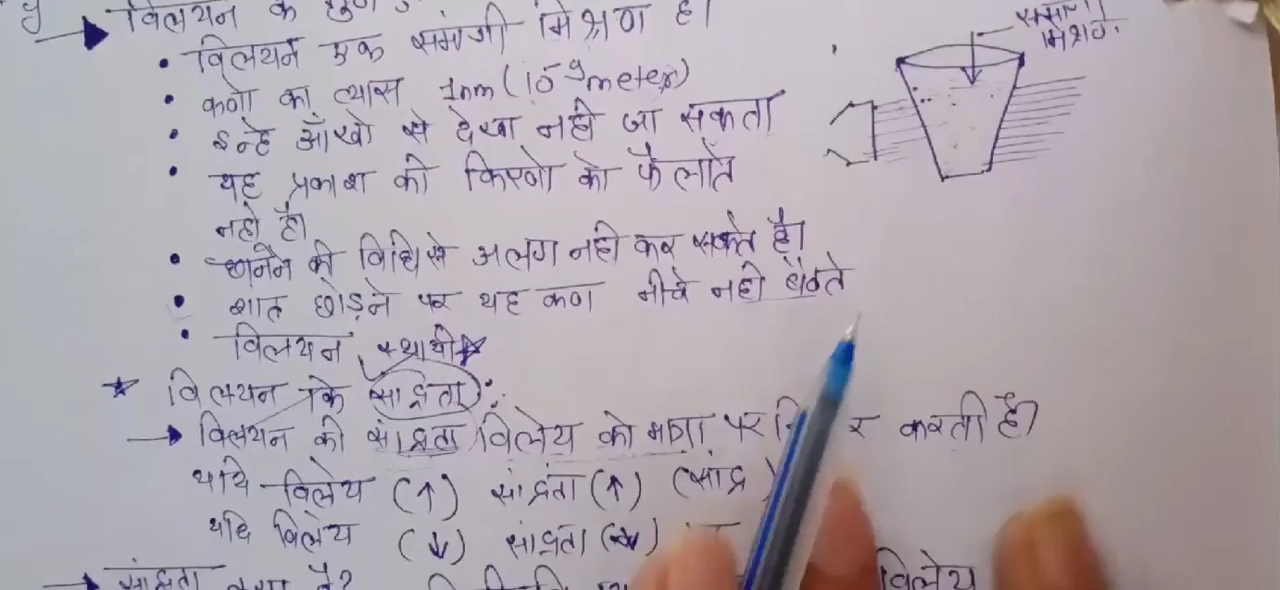 विलयन के गुण :
• विलयन एक समांगी मिश्रण है।
समांगी मिश्रण.
• कणो का व्यास 1nm (10⁻⁹ meter)
• इन्हे आँखो से देखा नही जा सकता
• यह प्रकाश की किरणो को फैलाते
नही है।
• छानने की विधि से अलग नही कर सकते है।
• शांत छोड़ने पर यह कण नीचे नही बैठते
• विलयन स्थायी
★ विलयन कि सांद्रता :
→ विलयन की सांद्रता विलेय की मात्रा पर करती है।
यदि विलेय (↑) सांद्रता (↑) (सांद्र)
यदि विलेय (↓) सांद्रता (↓)
→ सांद्रता क्या है? विलेय